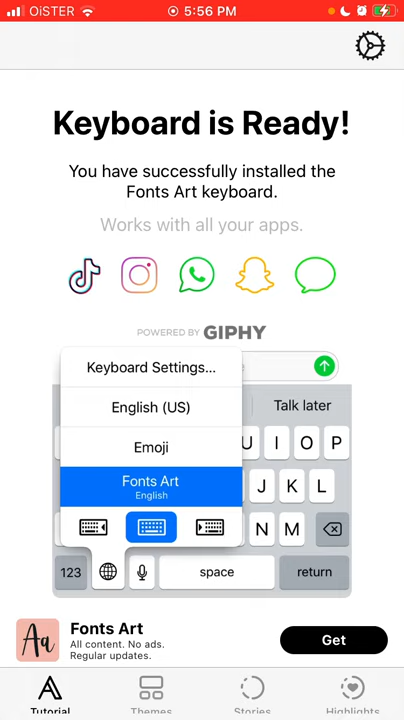 OiSTER 5:56 PM
Keyboard is Ready!
You have successfully installed the
Fonts Art keyboard.
Works with all your apps.
POWERED BY GIPHY
Keyboard Settings...
English (US)
Talk later
Emoji
U I O P
Fonts Art
English
J K L
N M
123
space
return
Aa
Fonts Art
All content. No ads.
Regular updates.
Get
Tutorial
Themes
Stories
Highlights